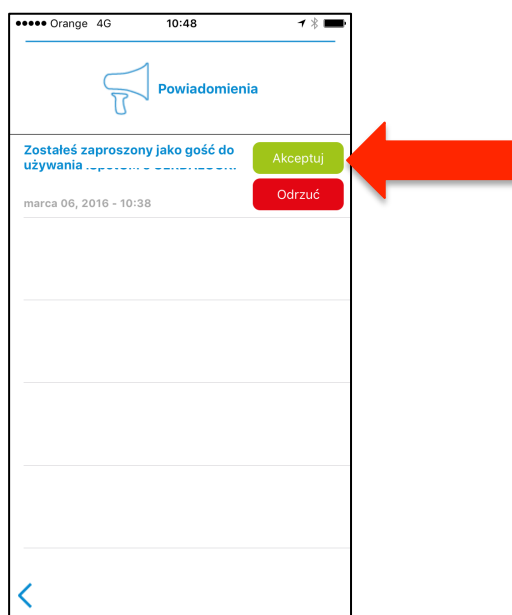 Orange 4G 10:48
Powiadomienia
Zostałeś zaproszony jako gość do
używania
Akceptuj
Odrzuć
marca 06, 2016 - 10:38